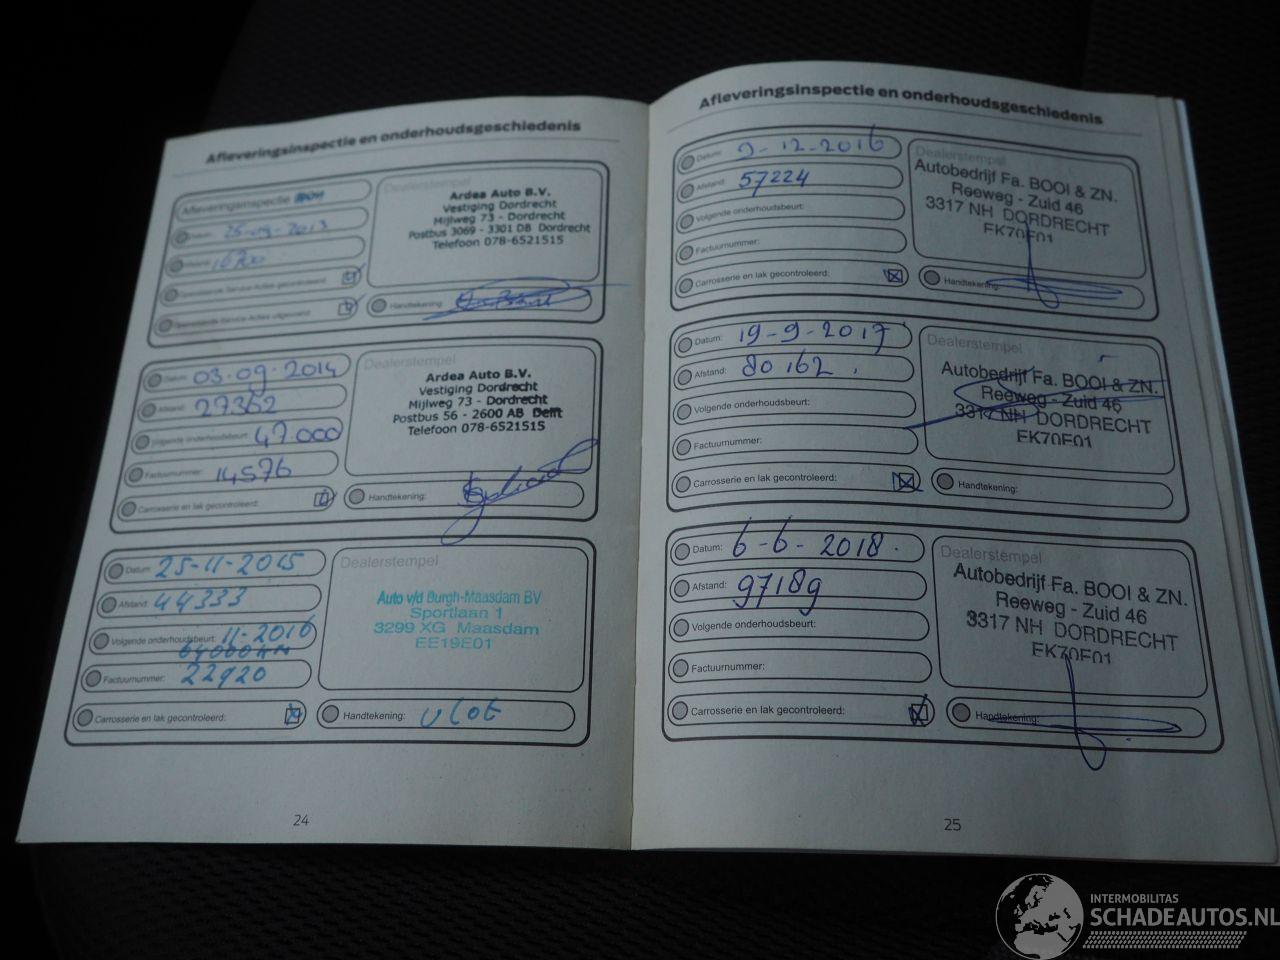 Afleveringsinspectie en onderhoudsgeschiedenis
Afleveringsinspectie
Datum: 25-09-2013
16700
Dealerstempel
Ardea Auto B.V.
Vestiging Dordrecht
Mijlweg 73 - Dordrecht
Postbus 3069 - 3301 DB Dordrecht
Telefoon 078-6521515
Handtekening:
Datum: 03-09-2014
Afstand: 27362
Volgende onderhoudsbeurt: 47.000
Factuurnummer: 14576
Carrosserie en lak gecontroleerd:
Dealerstempel
Ardea Auto B.V.
Vestiging Dordrecht
Mijlweg 73 - Dordrecht
Postbus 56 - 2600 AB Delft
Telefoon 078-6521515
Handtekening:
Datum: 25-11-2015
Afstand: 44333
Volgende onderhoudsbeurt: 11-2016
64000 km
Factuurnummer: 22920
Carrosserie en lak gecontroleerd:
Dealerstempel
Auto v/d Burgh-Maasdam BV
Sportlaan 1
3299 XG Maasdam
EE19E01
Handtekening: vlot
24
Afleveringsinspectie en onderhoudsgeschiedenis
Datum: 9-12-2016
Afstand: 57224
Volgende onderhoudsbeurt:
Factuurnummer:
Carrosserie en lak gecontroleerd:
Dealerstempel
Autobedrijf Fa. BOOI & ZN.
Reeweg - Zuid 46
3317 NH DORDRECHT
EK70E01
Handtekening:
Datum: 19-9-2017
Afstand: 80162.
Volgende onderhoudsbeurt:
Factuurnummer:
Carrosserie en lak gecontroleerd:
Dealerstempel
Autobedrijf Fa. BOOI & ZN.
Reeweg - Zuid 46
3317 NH DORDRECHT
EK70E01
Handtekening:
Datum: 6-6-2018.
Afstand: 97189
Volgende onderhoudsbeurt:
Factuurnummer:
Carrosserie en lak gecontroleerd:
Dealerstempel
Autobedrijf Fa. BOOI & ZN.
Reeweg - Zuid 46
3317 NH DORDRECHT
EK70E01
Handtekening:
25
INTERMOBILITAS
SCHADEAUTOS.NL